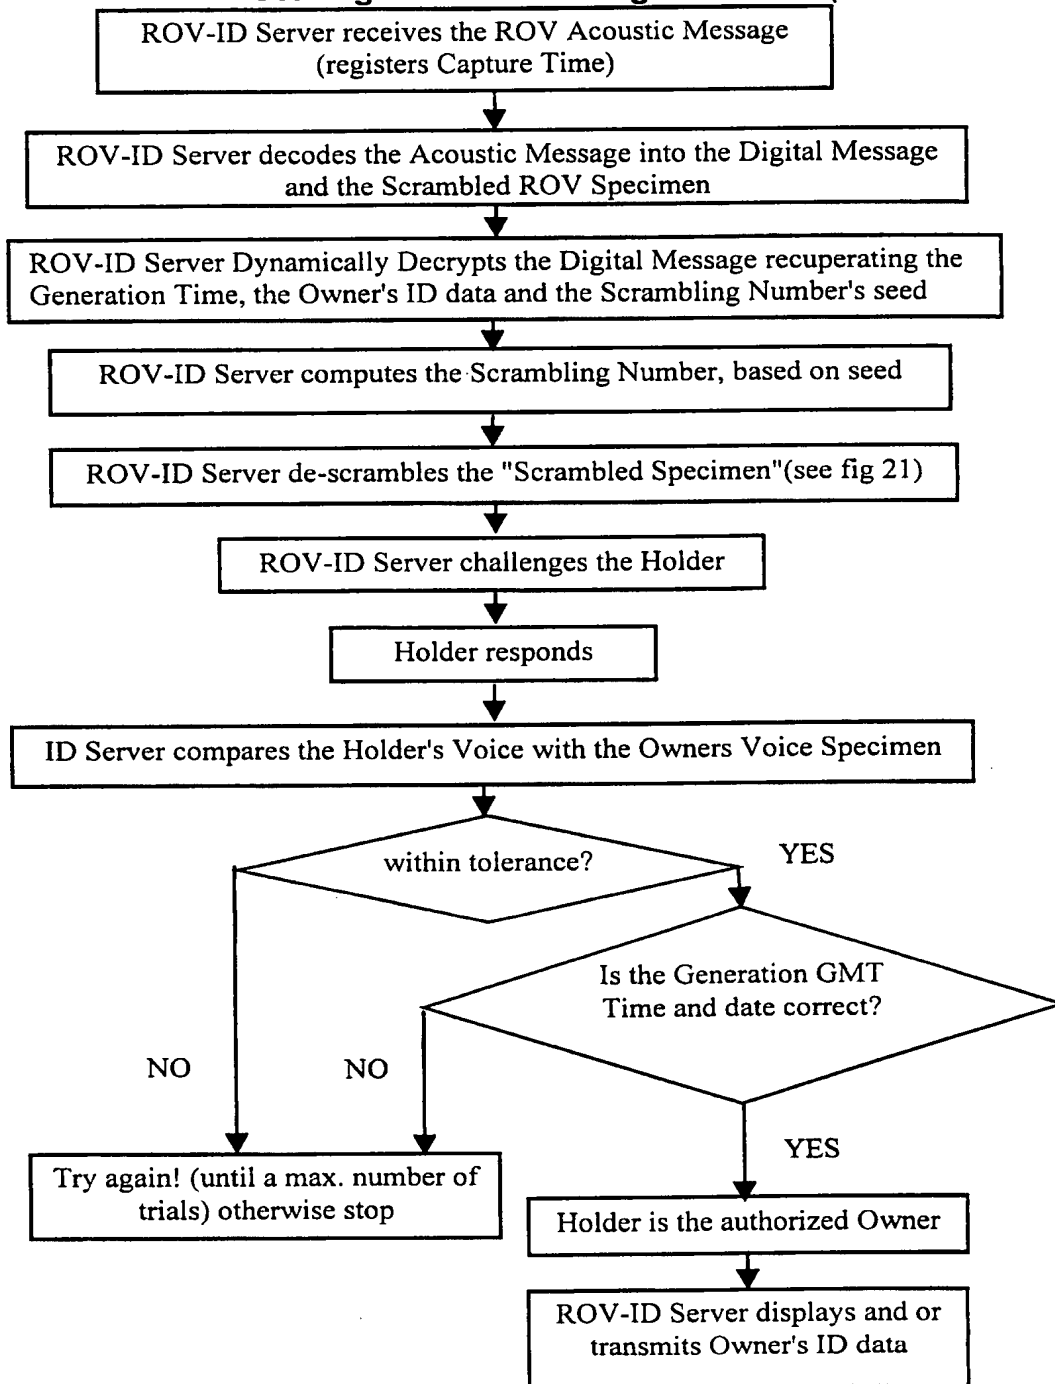 ROV-ID Server receives the ROV Acoustic Message
(registers Capture Time)
ROV-ID Server decodes the Acoustic Message into the Digital Message
and the Scrambled ROV Specimen
ROV-ID Server Dynamically Decrypts the Digital Message recuperating the
Generation Time, the Owner's ID data and the Scrambling Number's seed
ROV-ID Server computes the Scrambling Number, based on seed
ROV-ID Server de-scrambles the "Scrambled Specimen"(see fig 21)
ROV-ID Server challenges the Holder
Holder responds
ID Server compares the Holder's Voice with the Owners Voice Specimen
within tolerance?
YES
Is the Generation GMT
Time and date correct?
NO
NO
YES
Try again! (until a max. number of
trials) otherwise stop
Holder is the authorized Owner
ROV-ID Server displays and or
transmits Owner's ID data